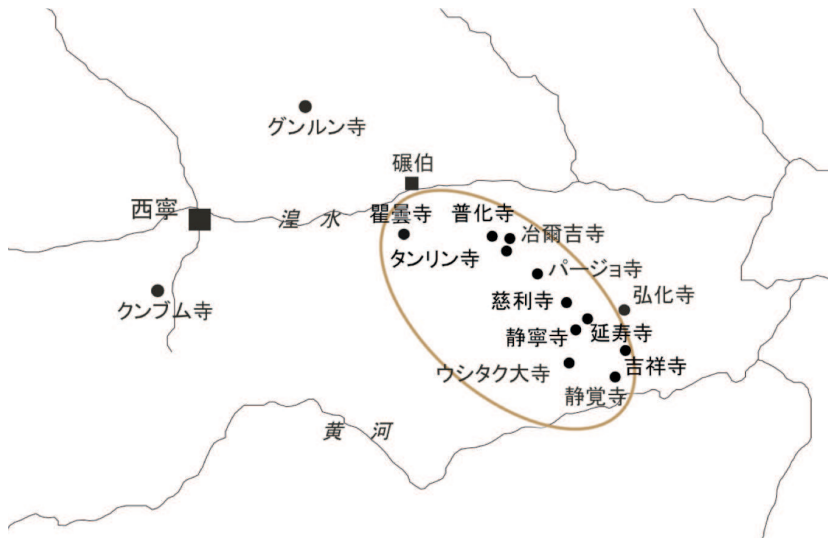 グンルン寺
碾伯
西寧
湟 水
瞿曇寺
普化寺
冶爾吉寺
タンリン寺
パージョ寺
クンブム寺
慈利寺
弘化寺
静寧寺
延寿寺
ウシタク大寺
吉祥寺
静覚寺
黄 河